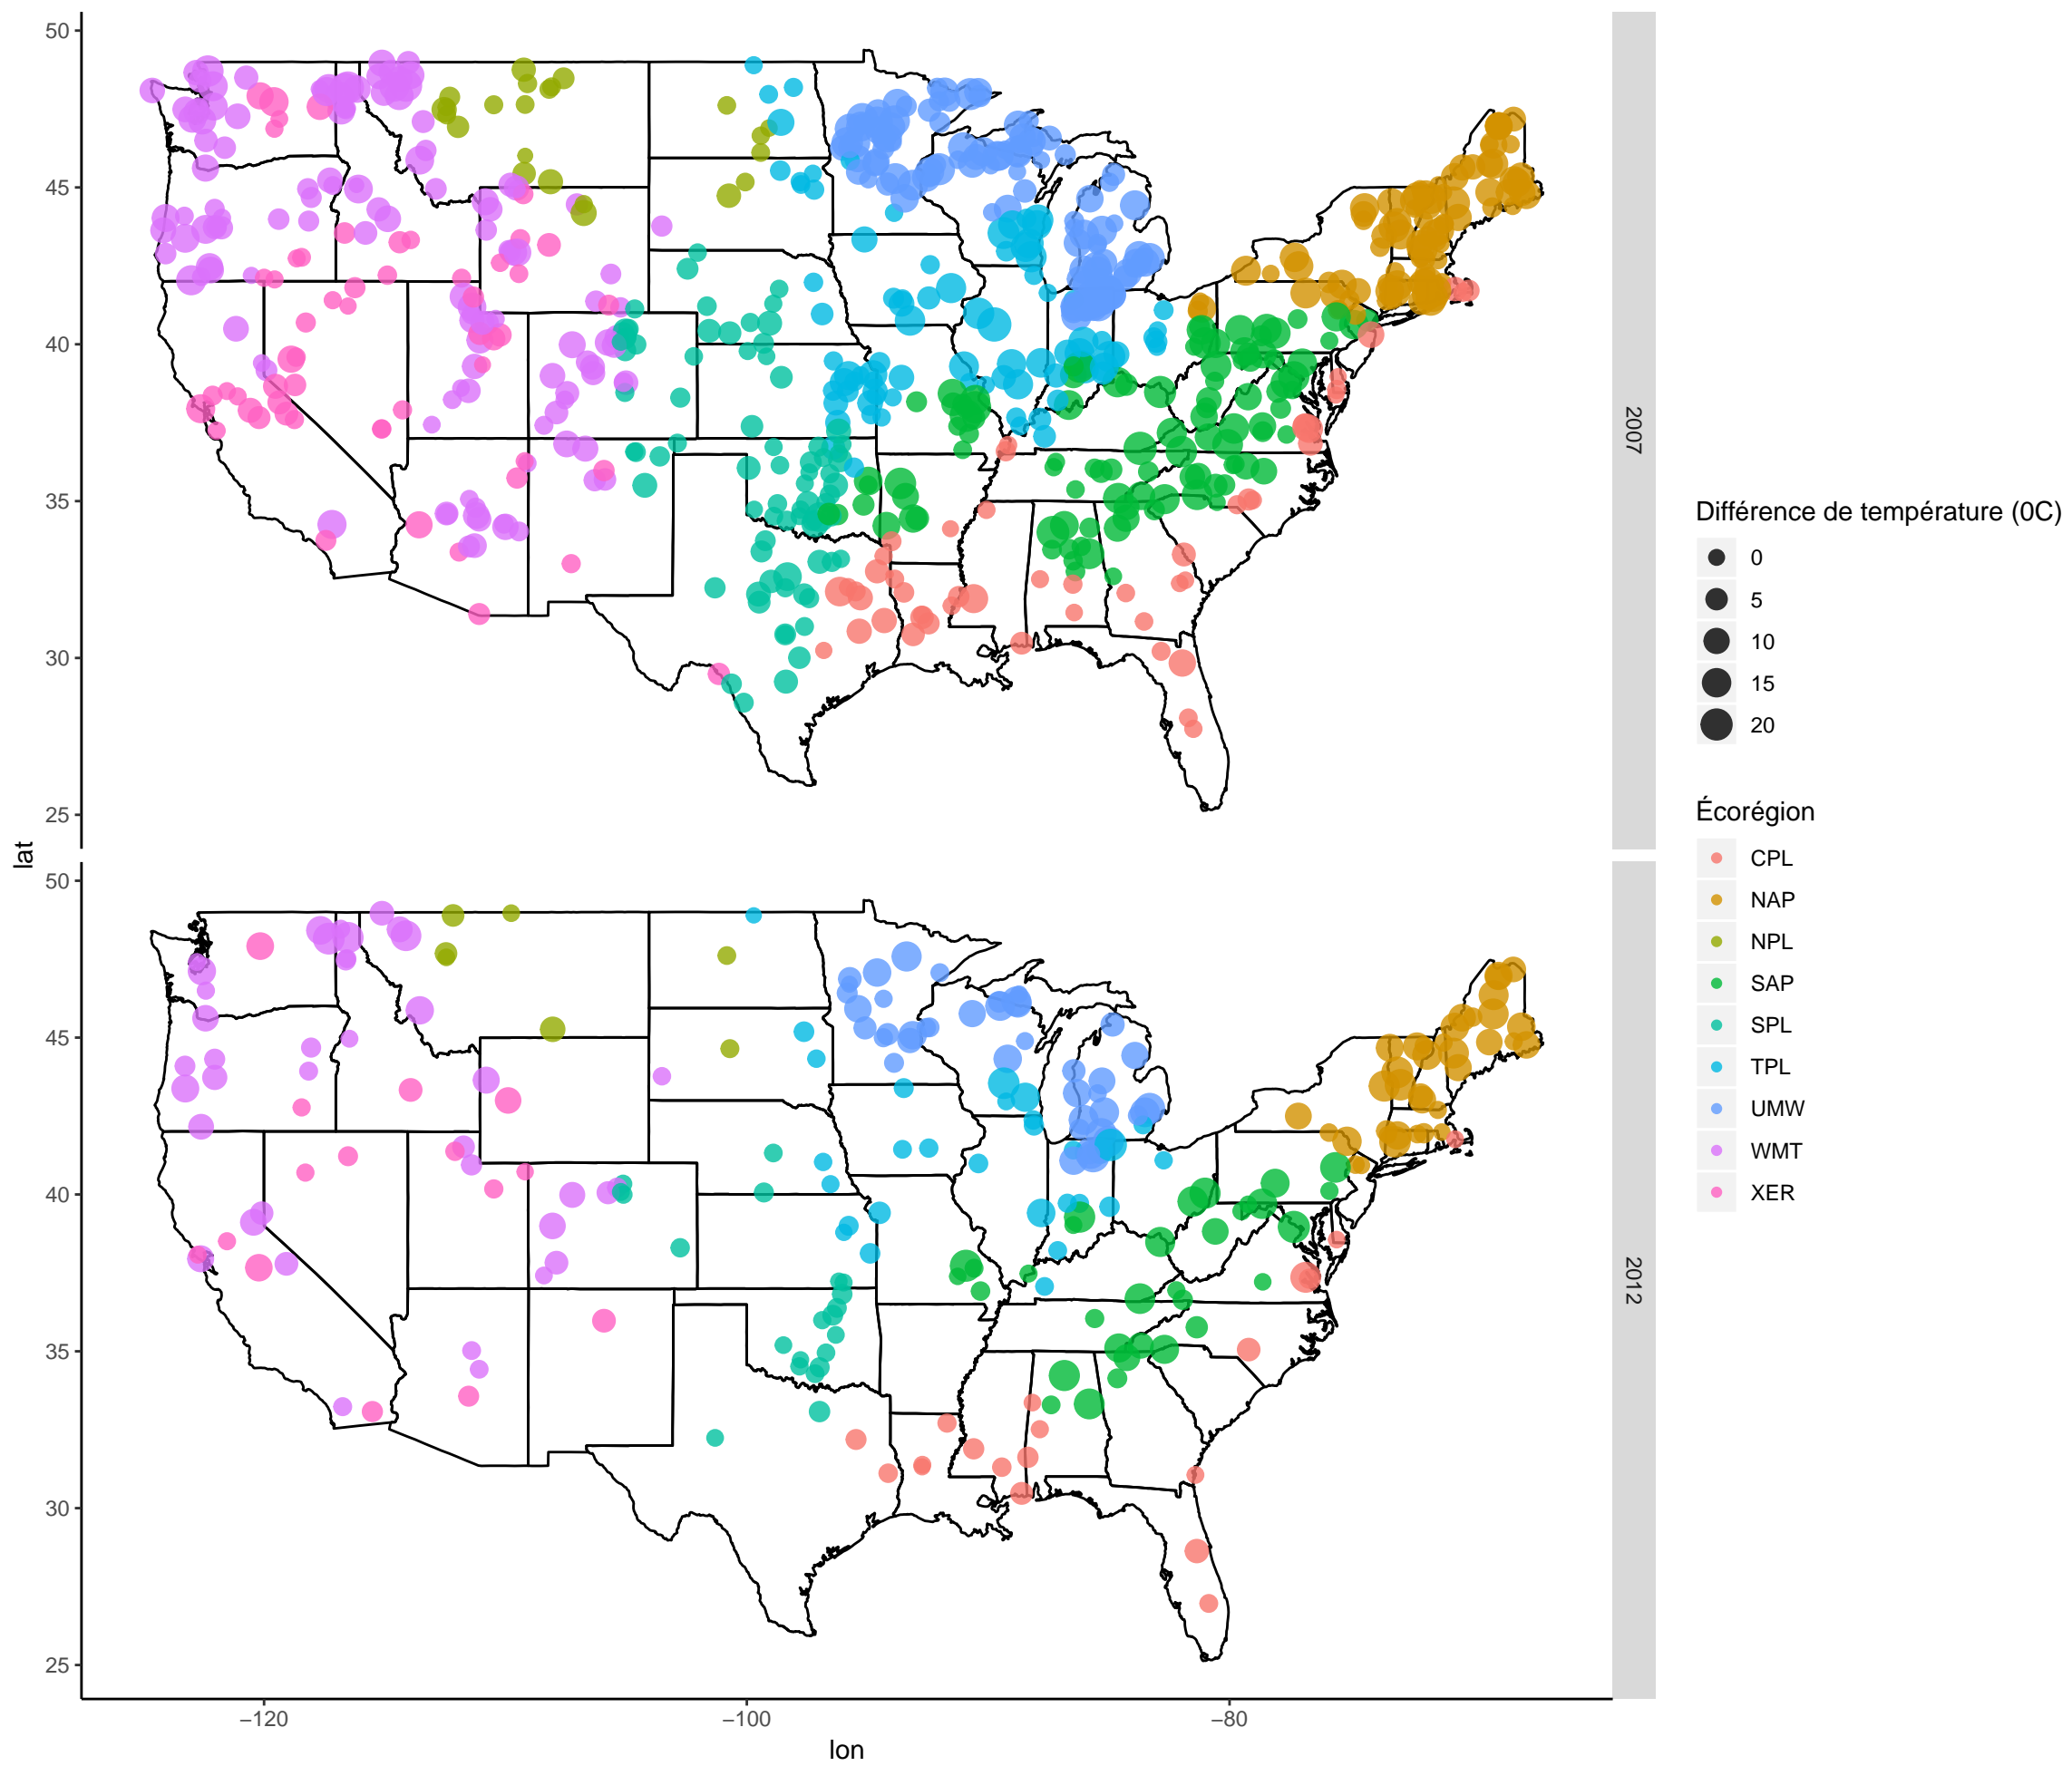 50
45
40
35
30
25
2007
lat
50
45
40
35
30
25
2012
−120
−100
−80
lon
Différence de température (0C)
0
5
10
15
20
Écorégion
CPL
NAP
NPL
SAP
SPL
TPL
UMW
WMT
XER